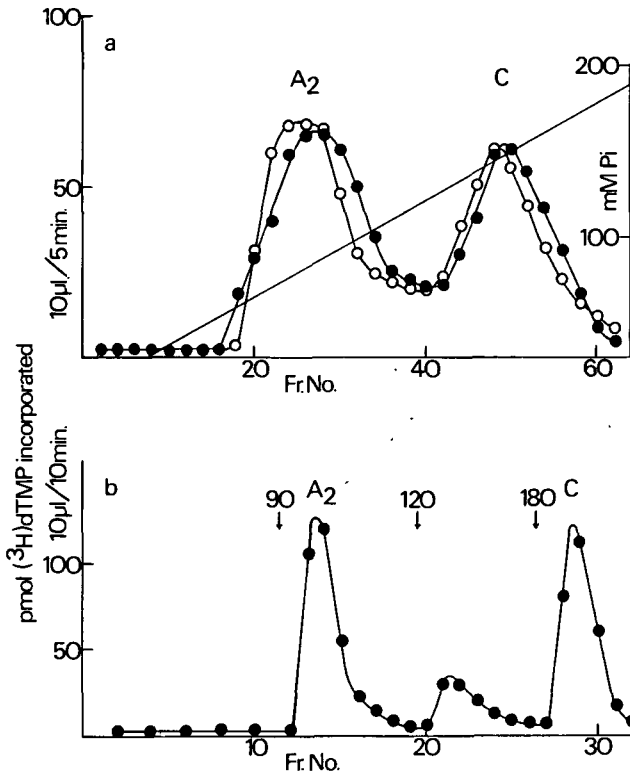 100
a
A2
C
200
50
10µl/5min.
100
mM Pi
20
40
60
Fr.No.
pmol (3H)dTMP incorporated
10µl/10min.
b
90
A2
120
180
C
100
50
10
20
30
Fr.No.